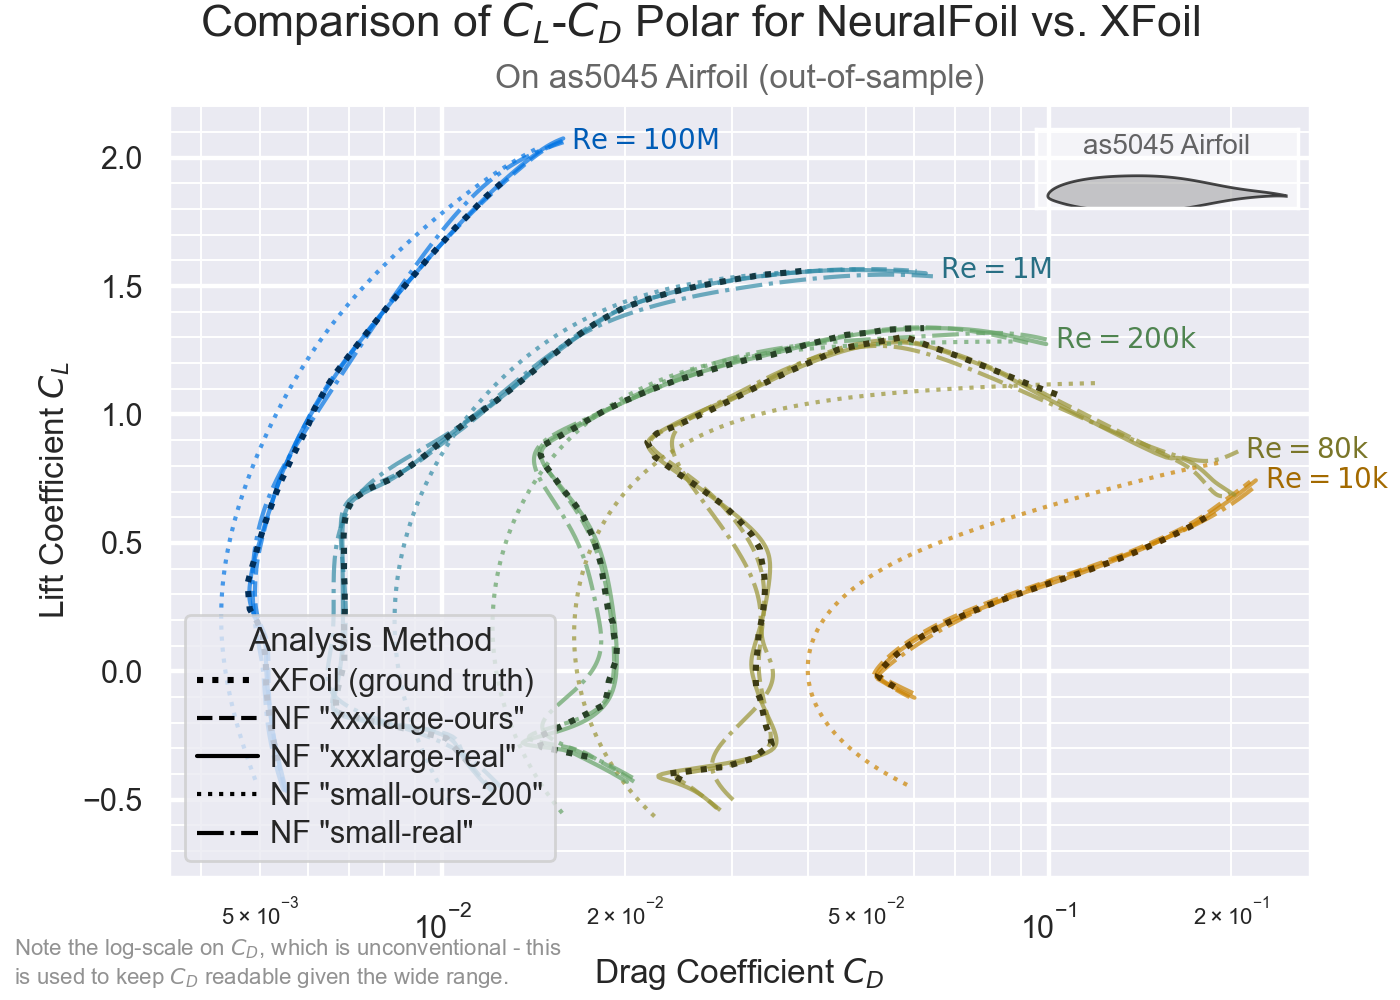 Comparison of C_L-C_D Polar for NeuralFoil vs. XFoil
On as5045 Airfoil (out-of-sample)
Re = 100M
as5045 Airfoil
Re = 1M
Re = 200k
Re = 80k
Re = 10k
Lift Coefficient C_L
2.0
1.5
1.0
0.5
0.0
−0.5
Analysis Method
XFoil (ground truth)
NF "xxxlarge-ours"
NF "xxxlarge-real"
NF "small-ours-200"
NF "small-real"
5 × 10⁻³
10⁻²
2 × 10⁻²
5 × 10⁻²
10⁻¹
2 × 10⁻¹
Drag Coefficient C_D
Note the log-scale on C_D, which is unconventional - this
is used to keep C_D readable given the wide range.